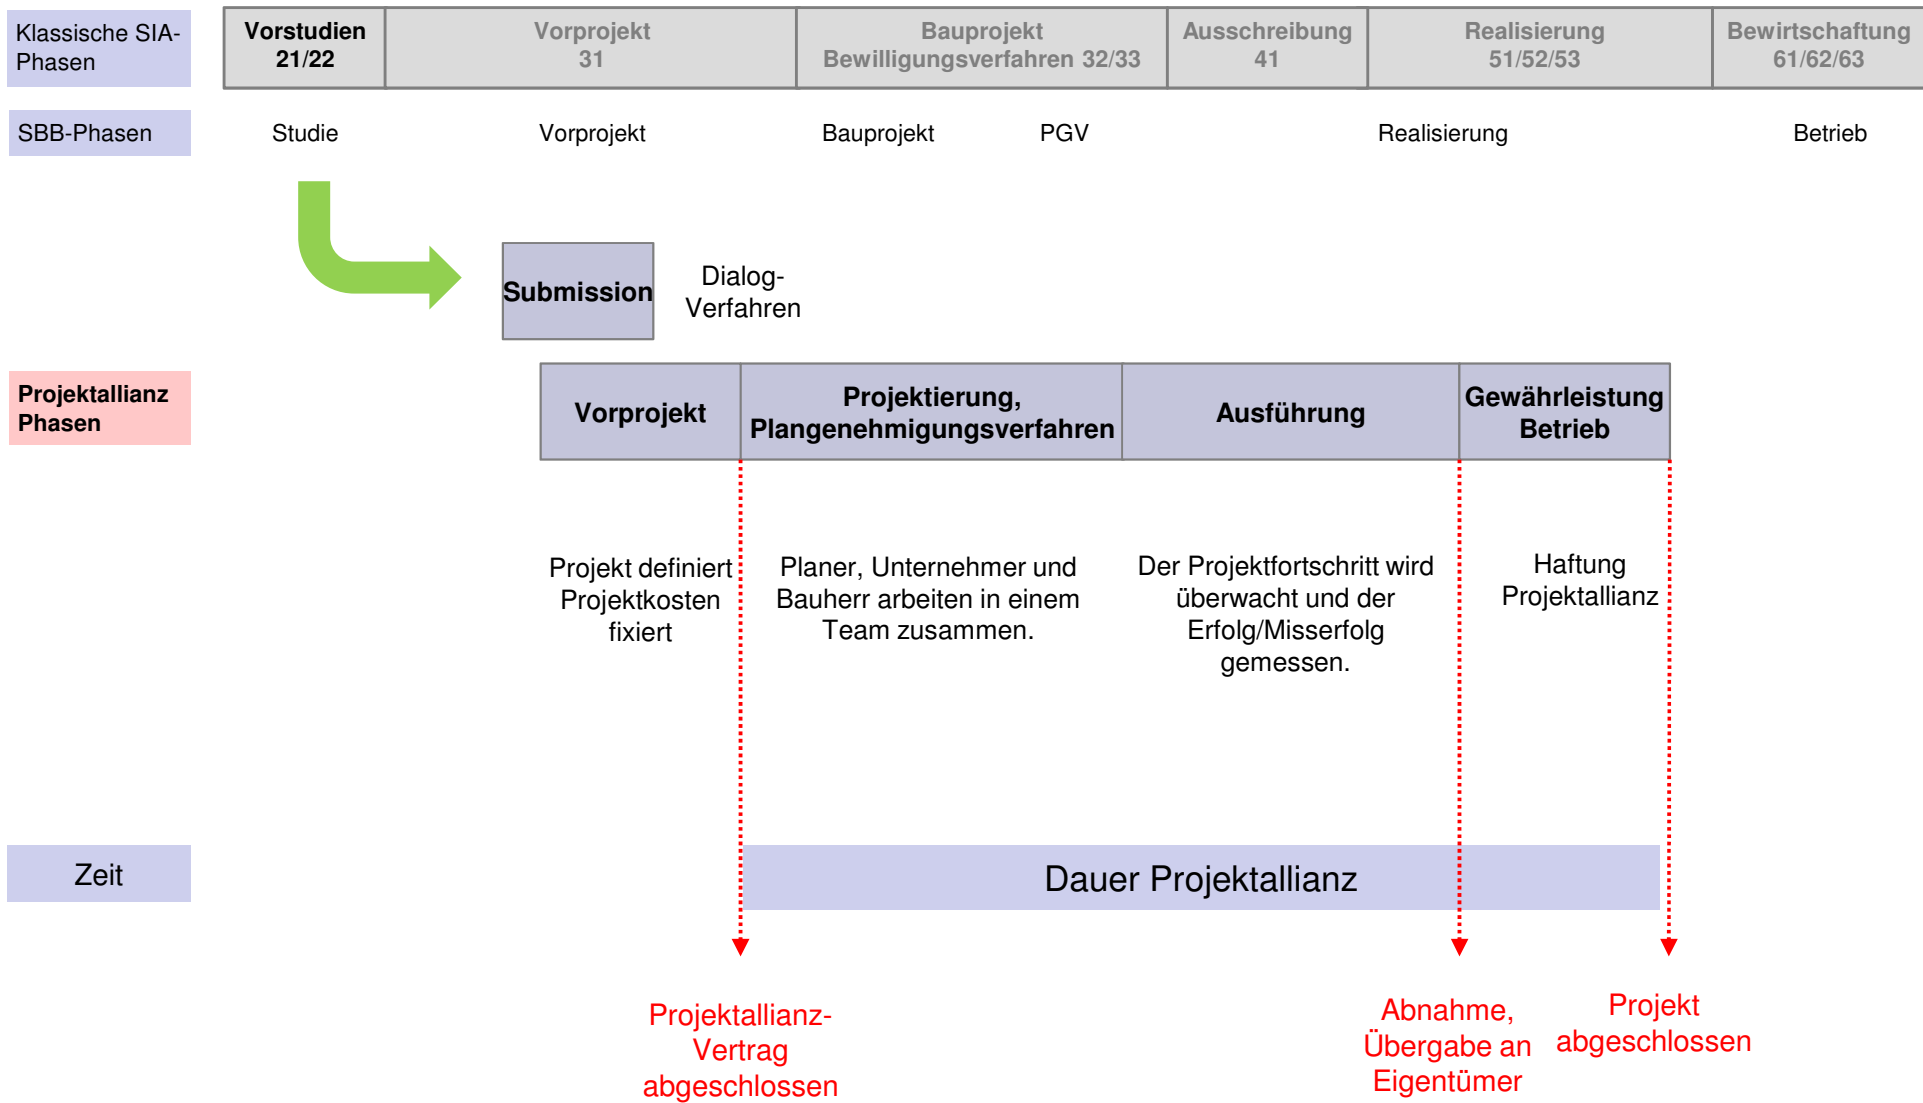 Klassische SIA-
Phasen
Vorstudien
21/22
Vorprojekt
31
Bauprojekt
Bewilligungsverfahren 32/33
Ausschreibung
41
Realisierung
51/52/53
Bewirtschaftung
61/62/63
SBB-Phasen
Studie
Vorprojekt
Bauprojekt
PGV
Realisierung
Betrieb
Submission
Dialog-
Verfahren
Projektallianz
Phasen
Vorprojekt
Projektierung,
Plangenehmigungsverfahren
Ausführung
Gewährleistung
Betrieb
Projekt definiert
Projektkosten
fixiert
Planer, Unternehmer und
Bauherr arbeiten in einem
Team zusammen.
Der Projektfortschritt wird
überwacht und der
Erfolg/Misserfolg
gemessen.
Haftung
Projektallianz
Zeit
Dauer Projektallianz
Projektallianz-
Vertrag
abgeschlossen
Abnahme,
Übergabe an
Eigentümer
Projekt
abgeschlossen